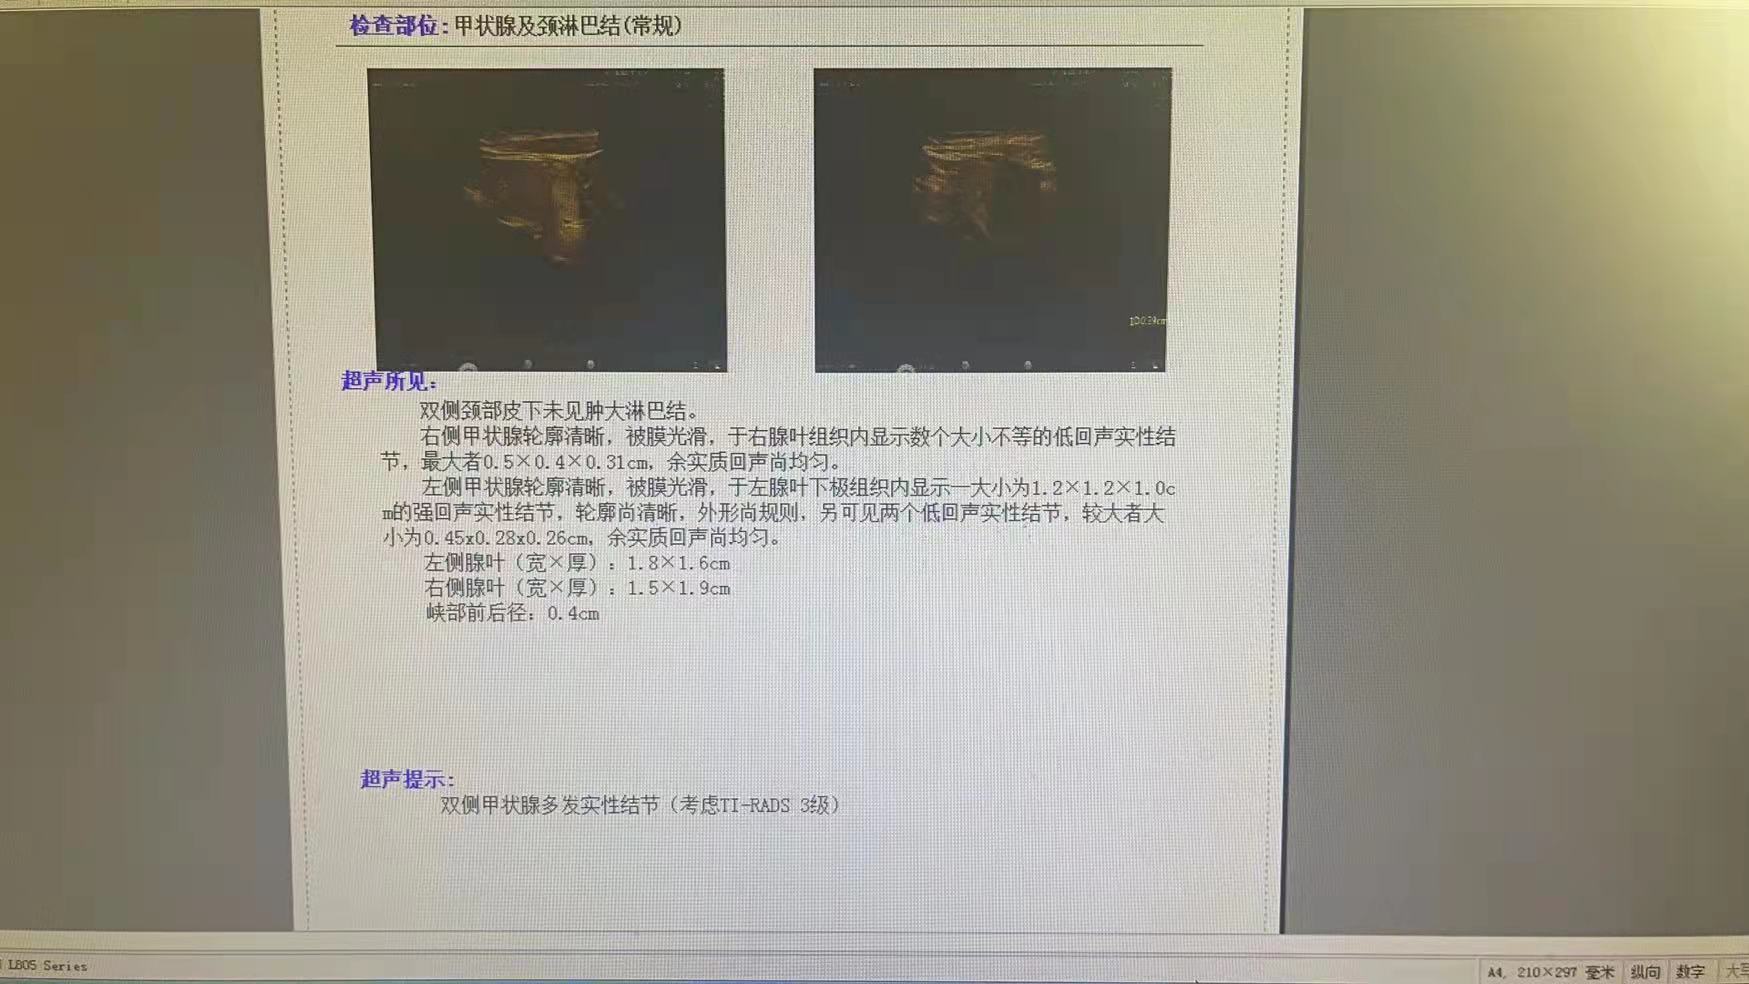 检查部位:甲状腺及颈淋巴结(常规)
超声所见:
双侧颈部皮下未见肿大淋巴结。
右侧甲状腺轮廓清晰，被膜光滑，于右腺叶组织内显示数个大小不等的低回声实性结
节，最大者0.5×0.4×0.31cm，余实质回声尚均匀。
左侧甲状腺轮廓清晰，被膜光滑，于左腺叶下极组织内显示一大小为1.2×1.2×1.0c
m的强回声实性结节，轮廓尚清晰，外形尚规则，另可见两个低回声实性结节，较大者大
小为0.45x0.28x0.26cm，余实质回声尚均匀。
左侧腺叶（宽×厚）：1.8×1.6cm
右侧腺叶（宽×厚）：1.5×1.9cm
峡部前后径：0.4cm
超声提示:
双侧甲状腺多发实性结节（考虑TI-RADS 3级）
L805 Series
A4, 210×297 毫米 纵向 数字 大写